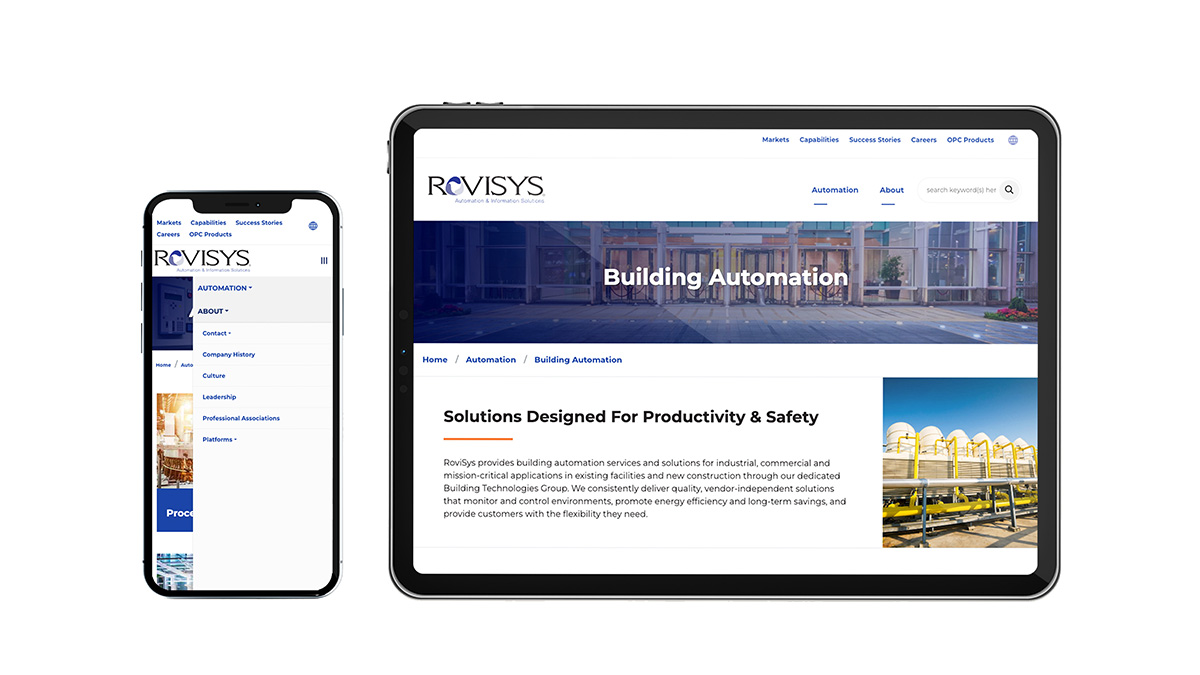 Markets Capabilities Success Stories
Careers OPC Products
ROVISYS
Automation & Information Solutions
AUTOMATION
ABOUT
Contact
Company History
Culture
Leadership
Professional Associations
Platforms
Home / Auto
Proce
Markets Capabilities Success Stories Careers OPC Products
ROVISYS
Automation & Information Solutions
Automation About search keyword(s) her
Building Automation
Home / Automation / Building Automation
Solutions Designed For Productivity & Safety
RoviSys provides building automation services and solutions for industrial, commercial and
mission-critical applications in existing facilities and new construction through our dedicated
Building Technologies Group. We consistently deliver quality, vendor-independent solutions
that monitor and control environments, promote energy efficiency and long-term savings, and
provide customers with the flexibility they need.